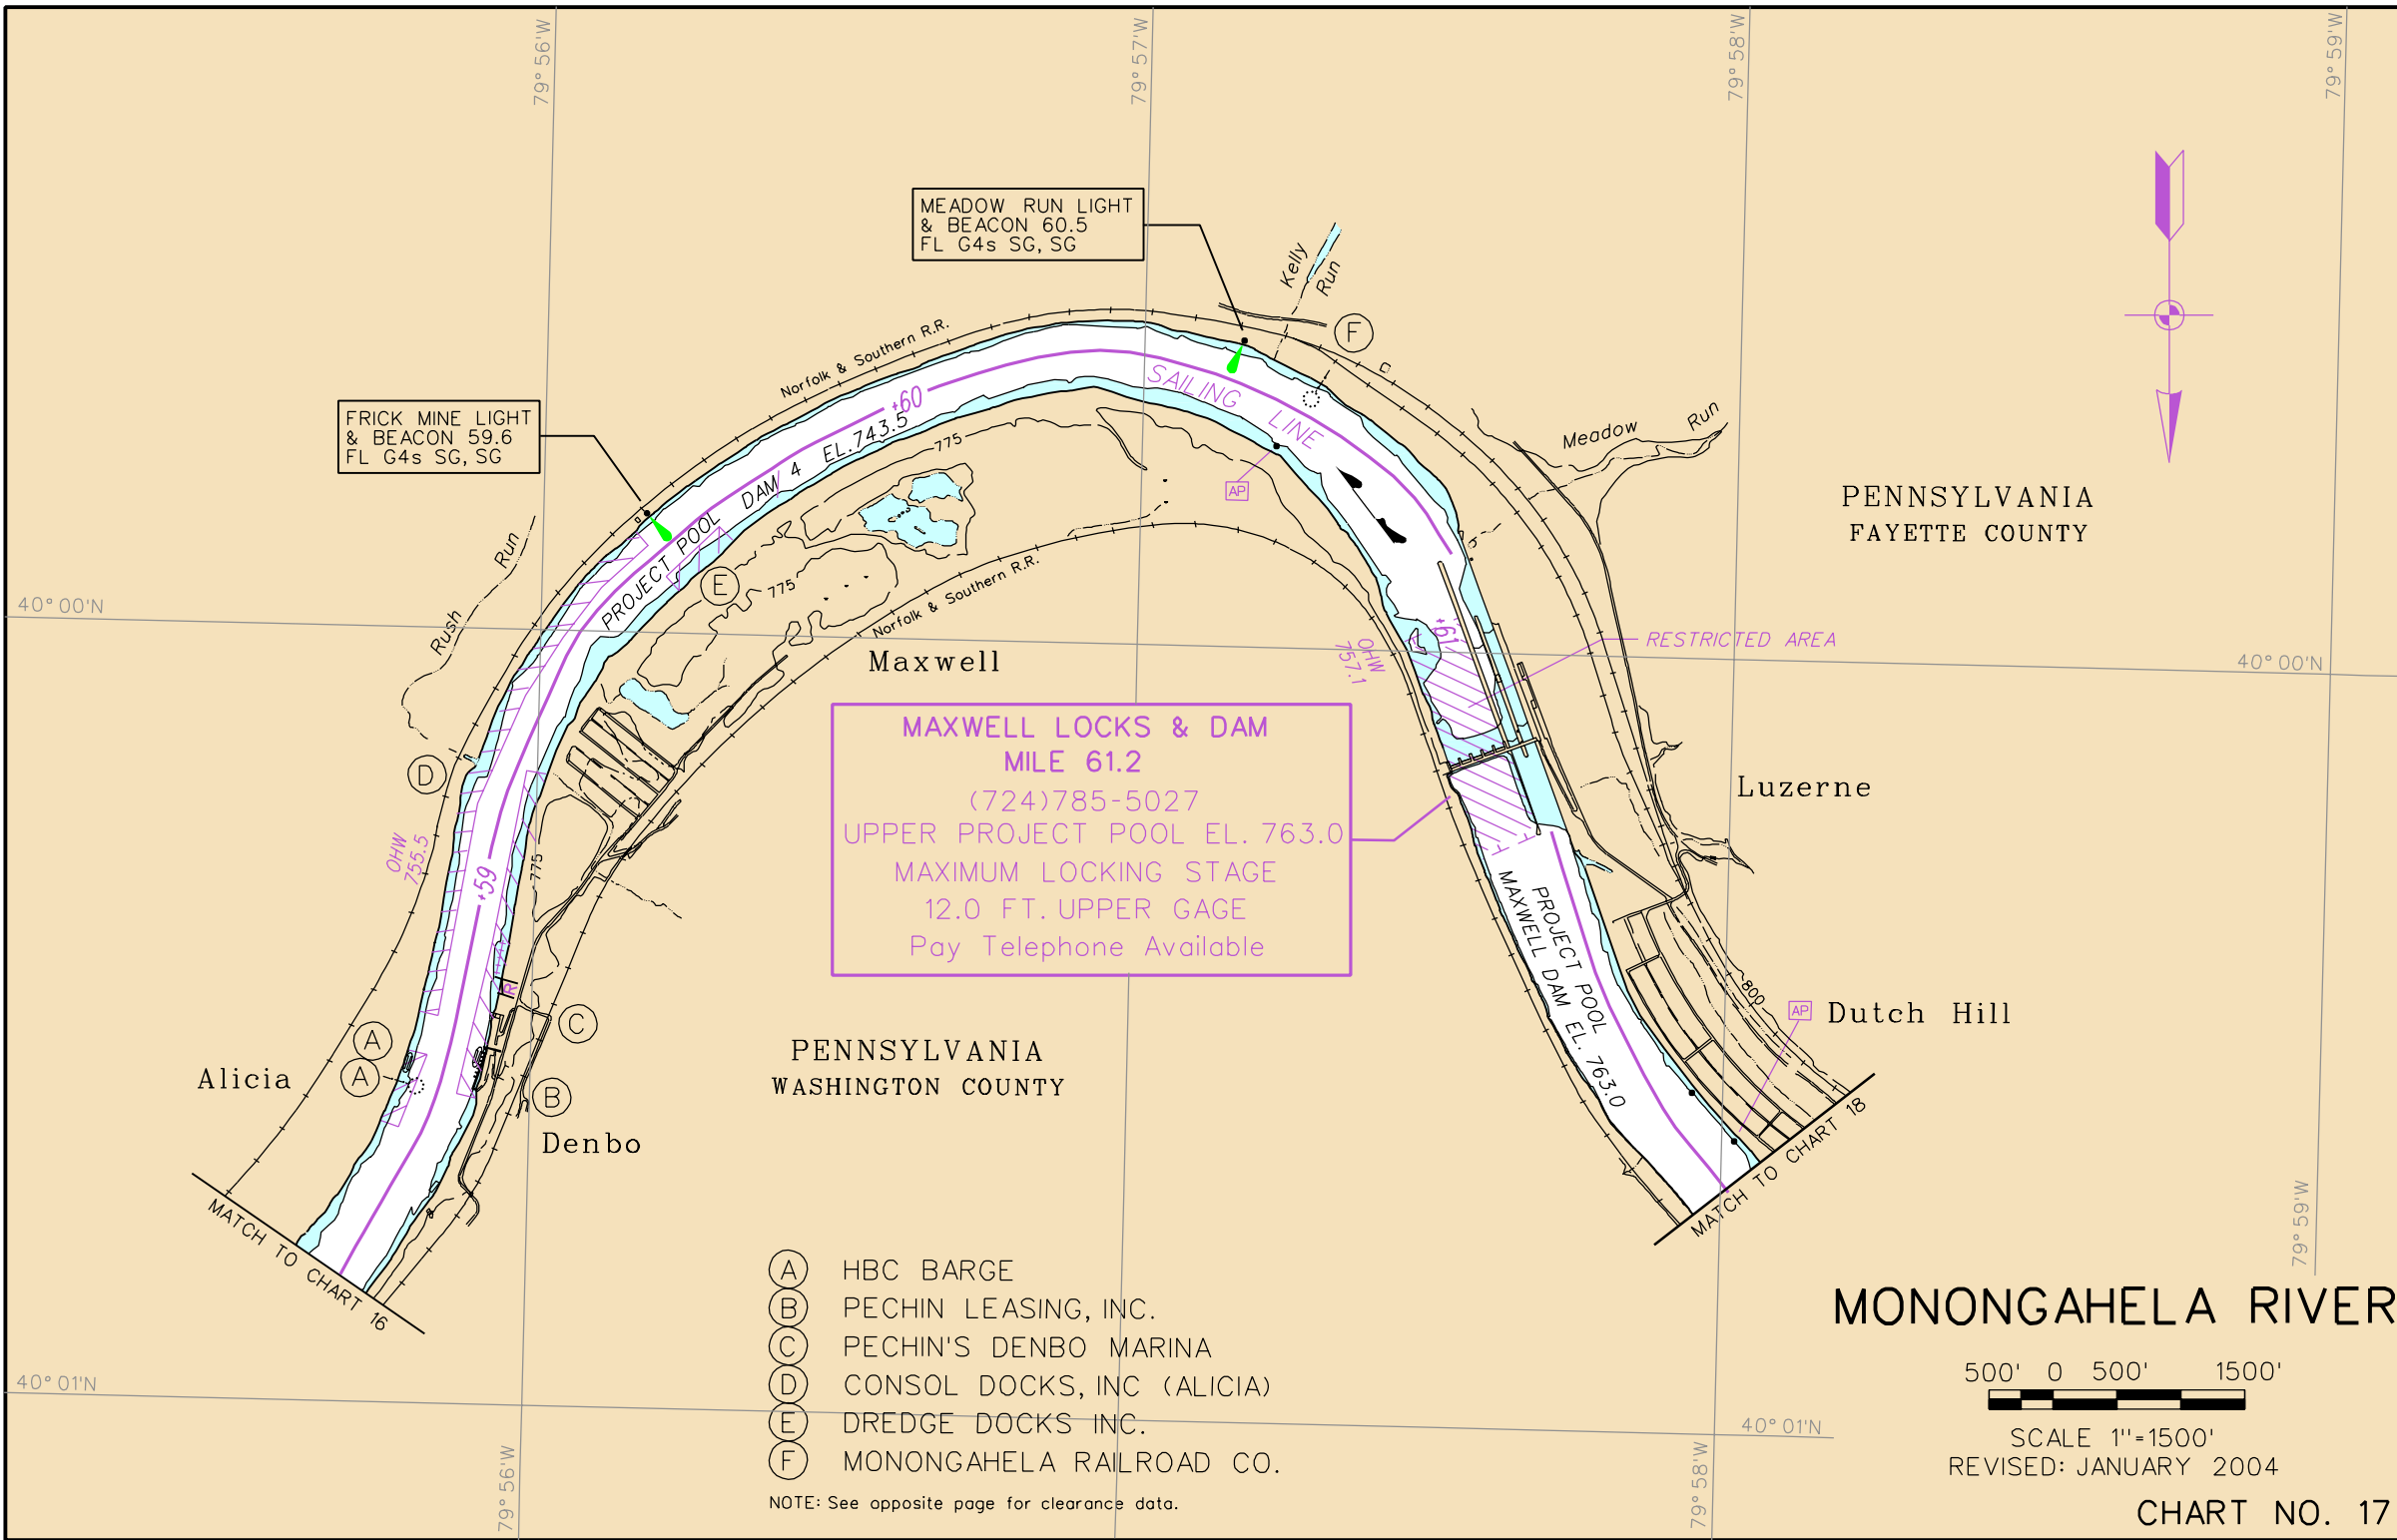 79° 56'W
79° 57'W
79° 58'W
79° 59'W
MEADOW RUN LIGHT
& BEACON 60.5
FL G4s SG, SG
Kelly
Run
F
Norfolk & Southern R.R.
SAILING LINE
+60
FRICK MINE LIGHT
& BEACON 59.6
FL G4s SG, SG
PROJECT POOL DAM 4 EL.743.5
775
AP
Meadow Run
PENNSYLVANIA
FAYETTE COUNTY
Rush Run
E
775
Norfolk & Southern R.R.
40° 00'N
+61
RESTRICTED AREA
OHW
757.1
40° 00'N
Maxwell
MAXWELL LOCKS & DAM
MILE 61.2
(724)785-5027
UPPER PROJECT POOL EL. 763.0
MAXIMUM LOCKING STAGE
12.0 FT. UPPER GAGE
Pay Telephone Available
Luzerne
D
OHW
755.5
+59
775
PROJECT POOL
MAXWELL DAM EL. 763.0
800
AP
Dutch Hill
R
C
A
A
Alicia
B
Denbo
PENNSYLVANIA
WASHINGTON COUNTY
MATCH TO CHART 16
MATCH TO CHART 18
79° 59'W
A HBC BARGE
B PECHIN LEASING, INC.
C PECHIN'S DENBO MARINA
D CONSOL DOCKS, INC (ALICIA)
E DREDGE DOCKS INC.
F MONONGAHELA RAILROAD CO.
NOTE: See opposite page for clearance data.
40° 01'N
40° 01'N
79° 56'W
79° 58'W
MONONGAHELA RIVER
500' 0 500' 1500'
SCALE 1"=1500'
REVISED: JANUARY 2004
CHART NO. 17